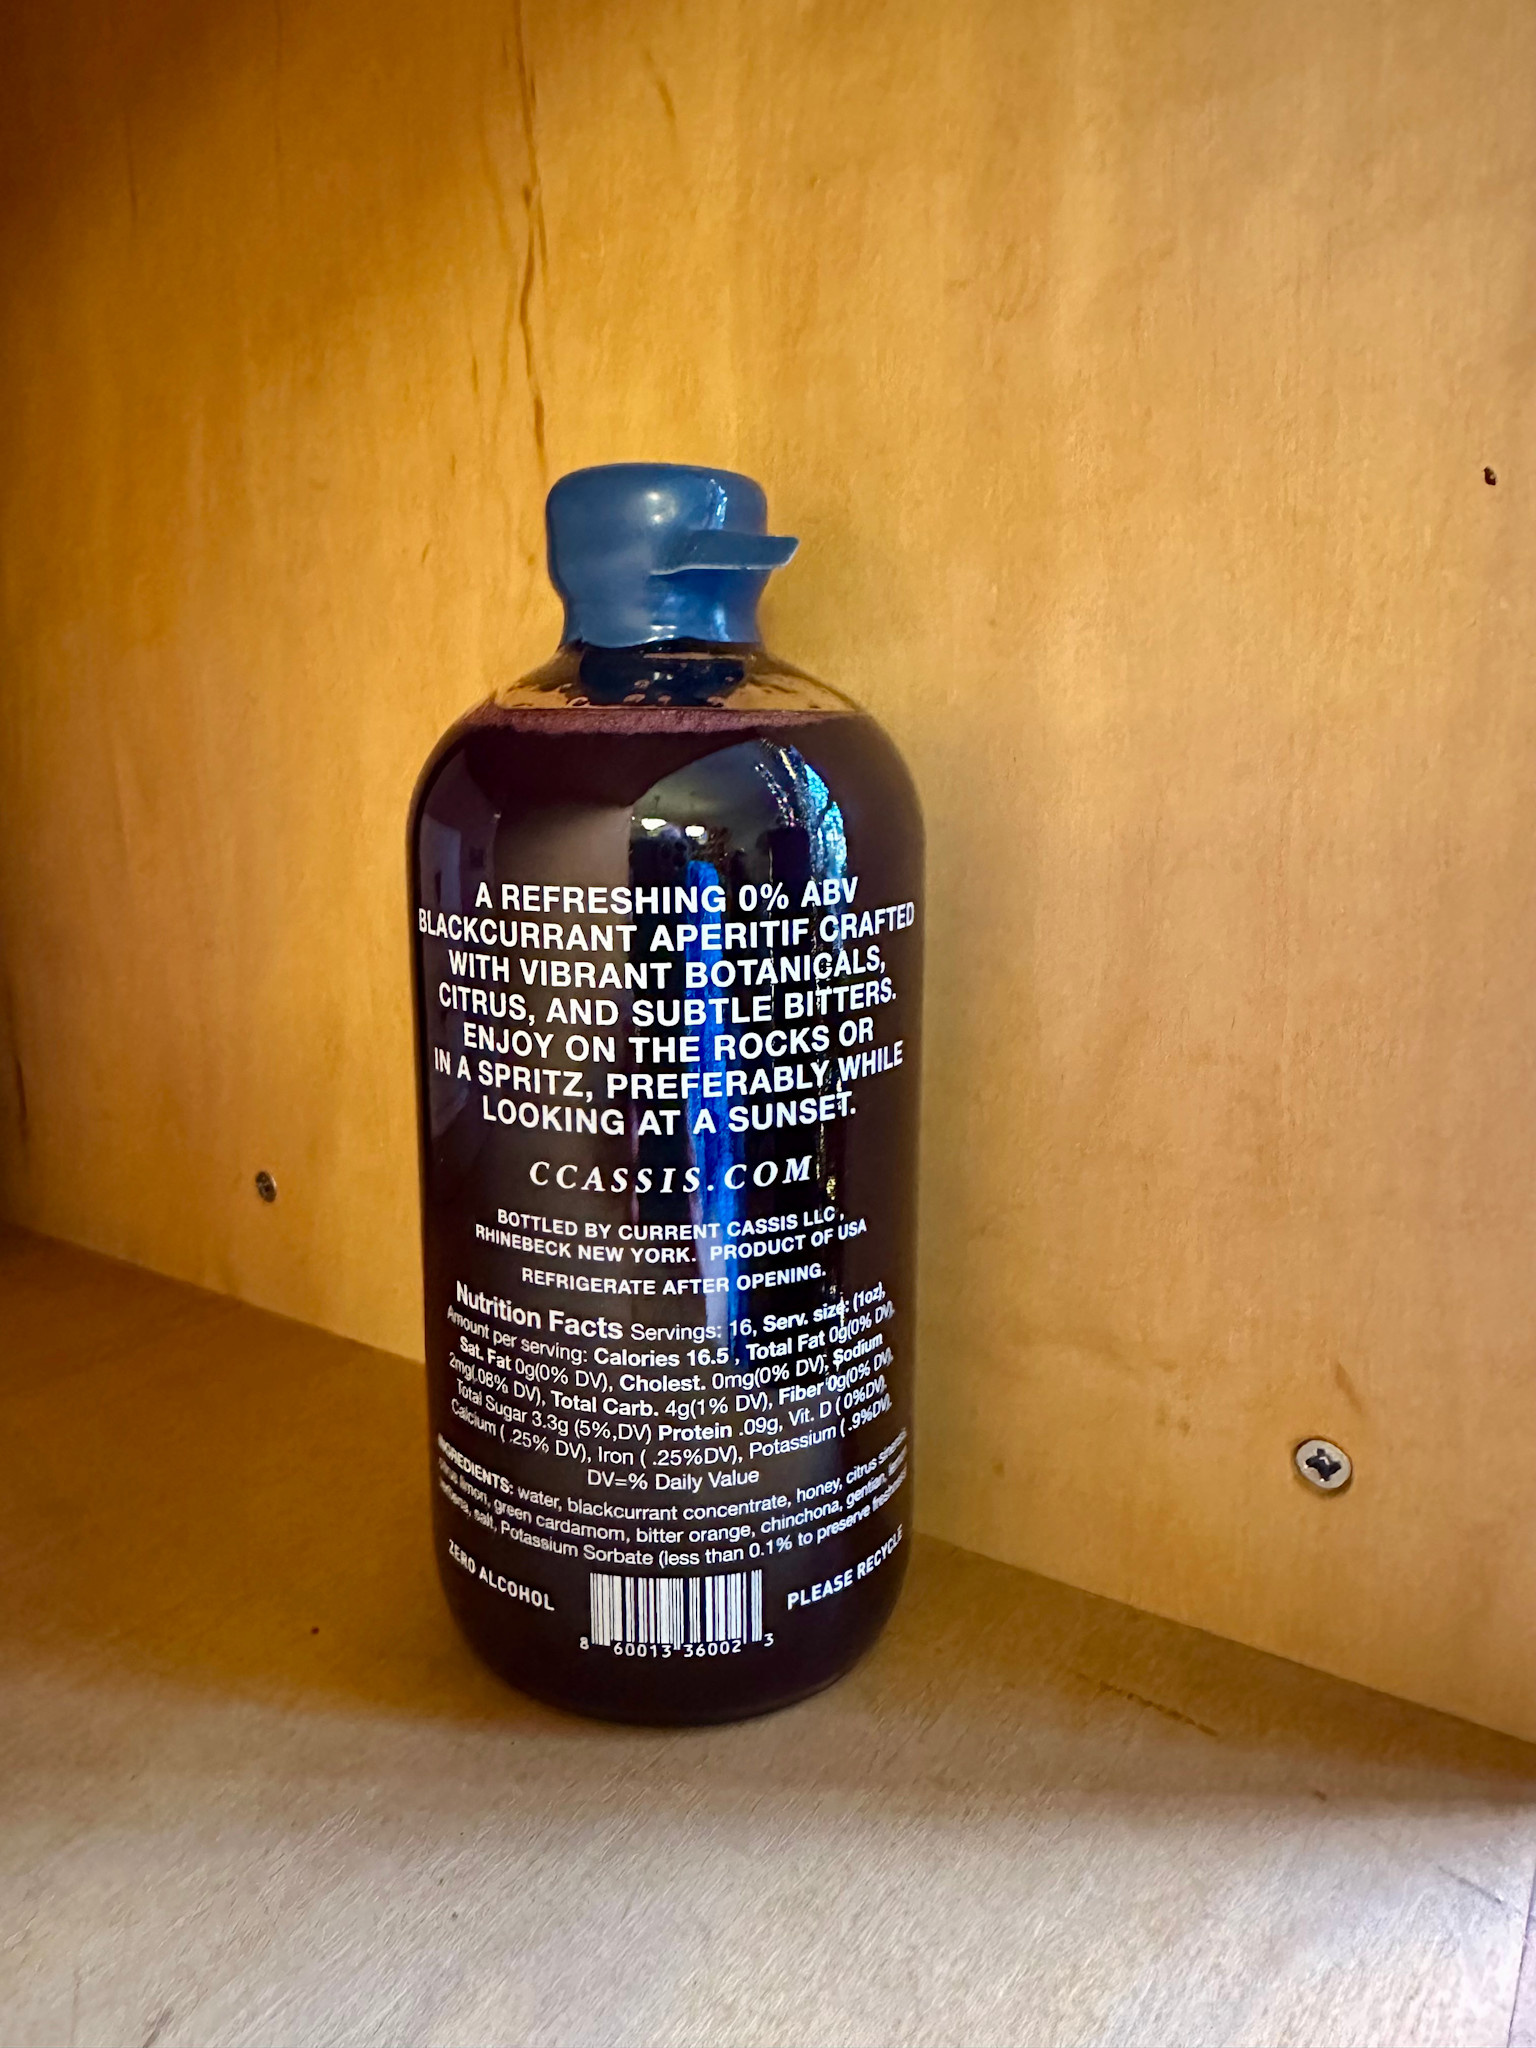 A REFRESHING 0% ABV
BLACKCURRANT APERITIF CRAFTED
WITH VIBRANT BOTANICALS,
CITRUS, AND SUBTLE BITTERS.
ENJOY ON THE ROCKS OR
IN A SPRITZ, PREFERABLY WHILE
LOOKING AT A SUNSET.
CCASSIS.COM
BOTTLED BY CURRENT CASSIS LLC,
RHINEBECK NEW YORK. PRODUCT OF USA
REFRIGERATE AFTER OPENING.
Nutrition Facts Servings: 16, Serv. size: (1oz),
Amount per serving: Calories 16.5 , Total Fat 0g(0% DV),
Sat. Fat 0g(0% DV), Cholest. 0mg(0% DV), Sodium
2mg(.08% DV), Total Carb. 4g(1% DV), Fiber 0g(0% DV),
Total Sugar 3.3g (5%,DV) Protein .09g, Vit. D ( 0%DV),
Calcium ( .25% DV), Iron ( .25%DV), Potassium ( .9%DV),
DV=% Daily Value
INGREDIENTS: water, blackcurrant concentrate, honey, citrus sinensis,
citrus limon, green cardamom, bitter orange, chinchona, gentian, lemon
verbena, salt, Potassium Sorbate (less than 0.1% to preserve freshness)
ZERO ALCOHOL
PLEASE RECYCLE
8 60013 36002 3